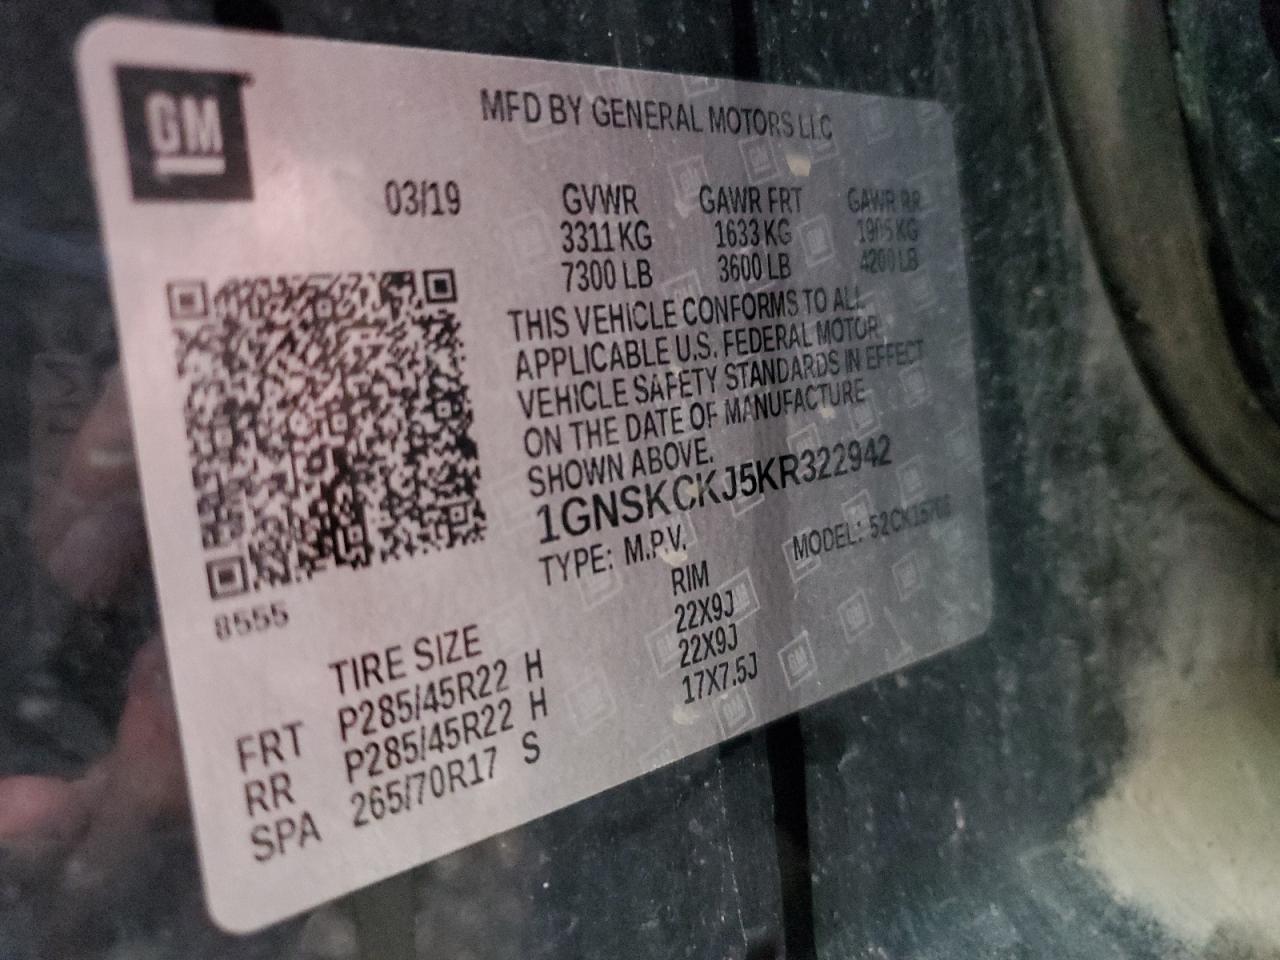 GM
MFD BY GENERAL MOTORS LLC
03/19 GVWR GAWR FRT GAWR RR
3311 KG 1633 KG 1905 KG
7300 LB 3600 LB 4200 LB
THIS VEHICLE CONFORMS TO ALL
APPLICABLE U.S. FEDERAL MOTOR
VEHICLE SAFETY STANDARDS IN EFFECT
ON THE DATE OF MANUFACTURE
SHOWN ABOVE.
1GNSKCKJ5KR322942
TYPE: M.P.V. MODEL:
8555
TIRE SIZE RIM
FRT P285/45R22 H 22X9J
RR P285/45R22 H 22X9J
SPA 265/70R17 S 17X7.5J